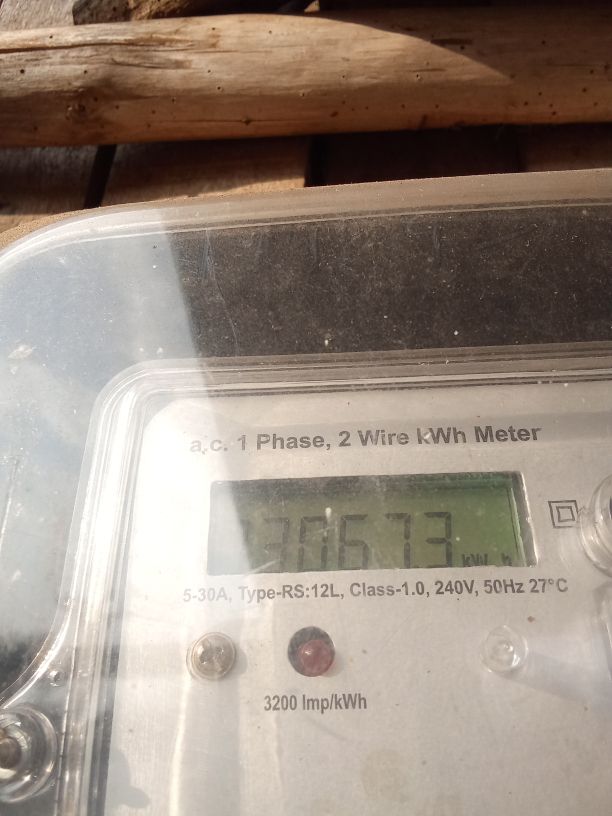 a.c. 1 Phase, 2 Wire kWh Meter
30673 kW h
5-30A, Type-RS:12L, Class-1.0, 240V, 50Hz 27°C
3200 Imp/kWh